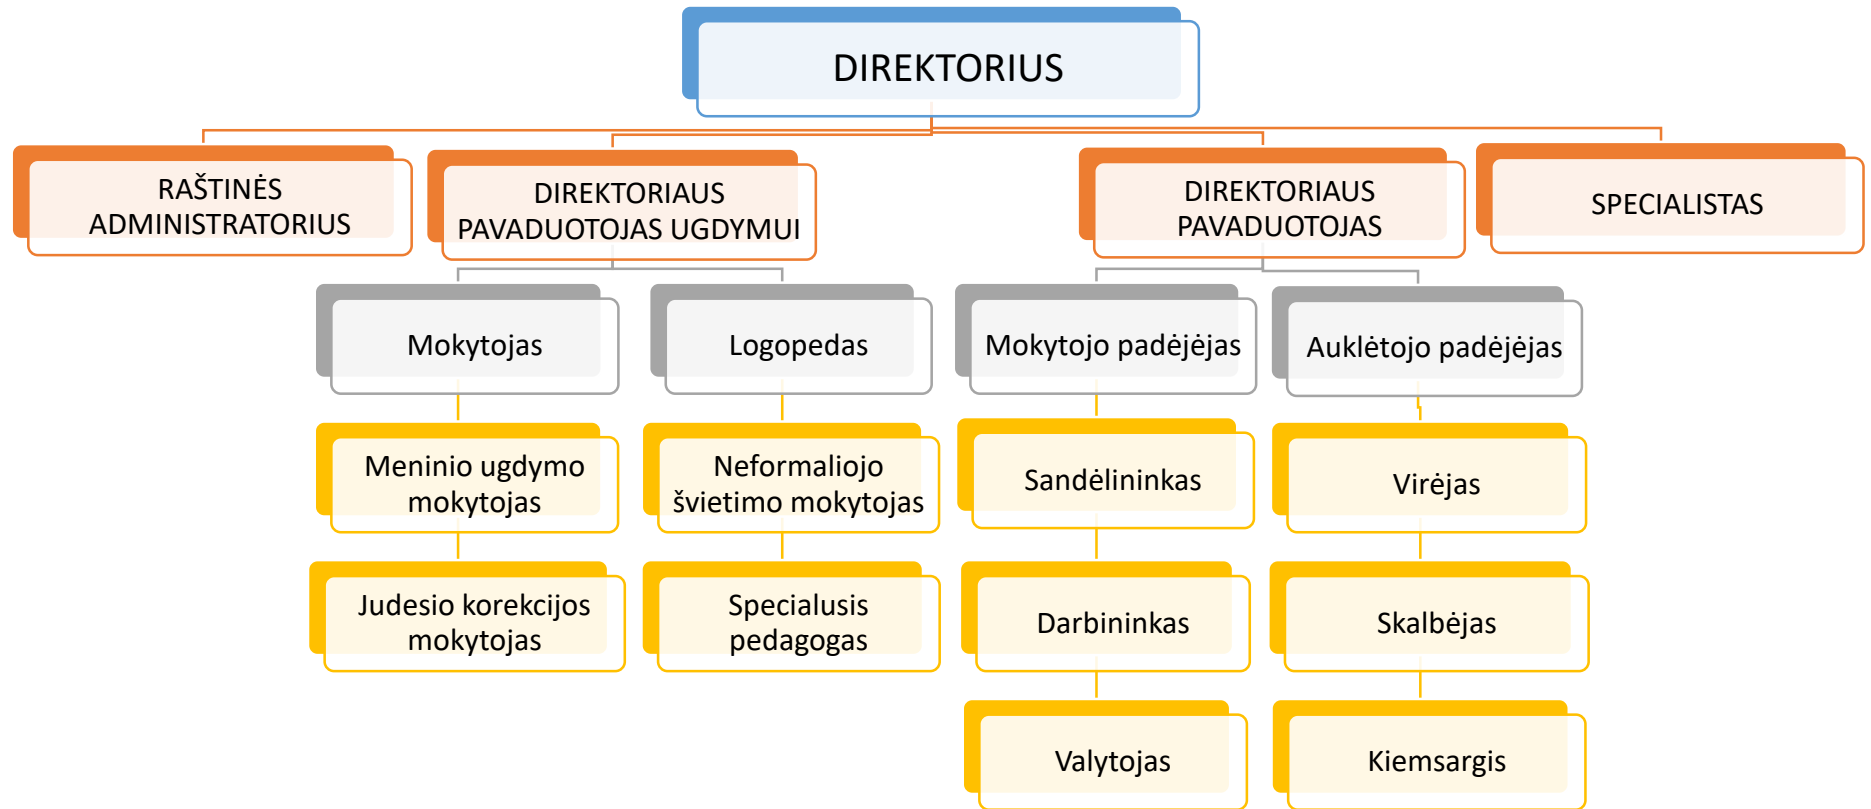 DIREKTORIUS
RAŠTINĖS
ADMINISTRATORIUS
DIREKTORIAUS
PAVADUOTOJAS UGDYMUI
DIREKTORIAUS
PAVADUOTOJAS
SPECIALISTAS
Mokytojas
Logopedas
Mokytojo padėjėjas
Auklėtojo padėjėjas
Meninio ugdymo
mokytojas
Neformaliojo
švietimo mokytojas
Sandėlininkas
Virėjas
Judesio korekcijos
mokytojas
Specialusis
pedagogas
Darbininkas
Skalbėjas
Valytojas
Kiemsargis